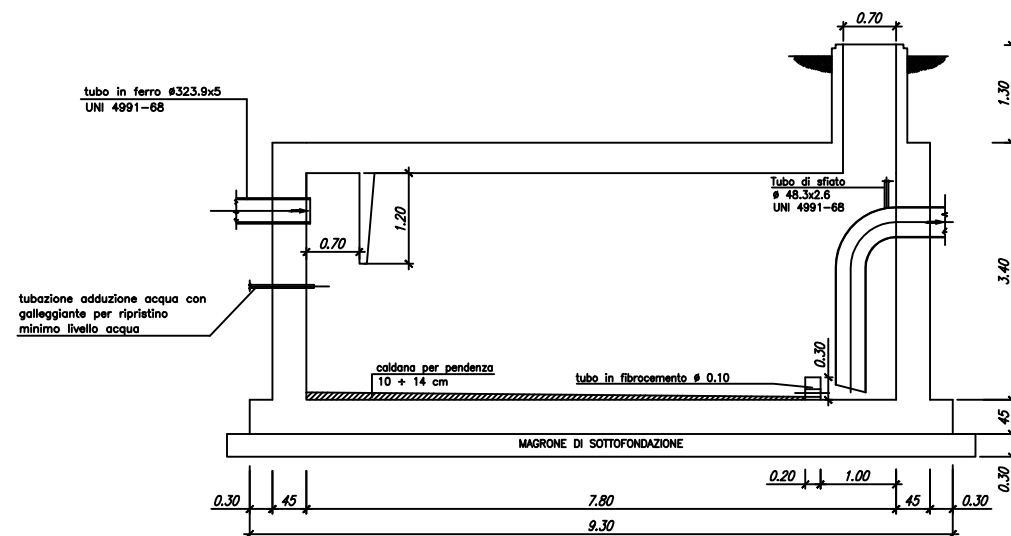 0.70
1.30
tubo in ferro ø323.9x5
UNI 4991-68
Tubo di sfiato
ø 48.3x2.6
UNI 4991-68
1.20
0.70
3.40
tubazione adduzione acqua con
galleggiante per ripristino
minimo livello acqua
caldana per pendenza
10 ÷ 14 cm
tubo in fibrocemento ø 0.10
0.30
45
MAGRONE DI SOTTOFONDAZIONE
0.30
0.20
1.00
0.30
45
7.80
45
0.30
9.30